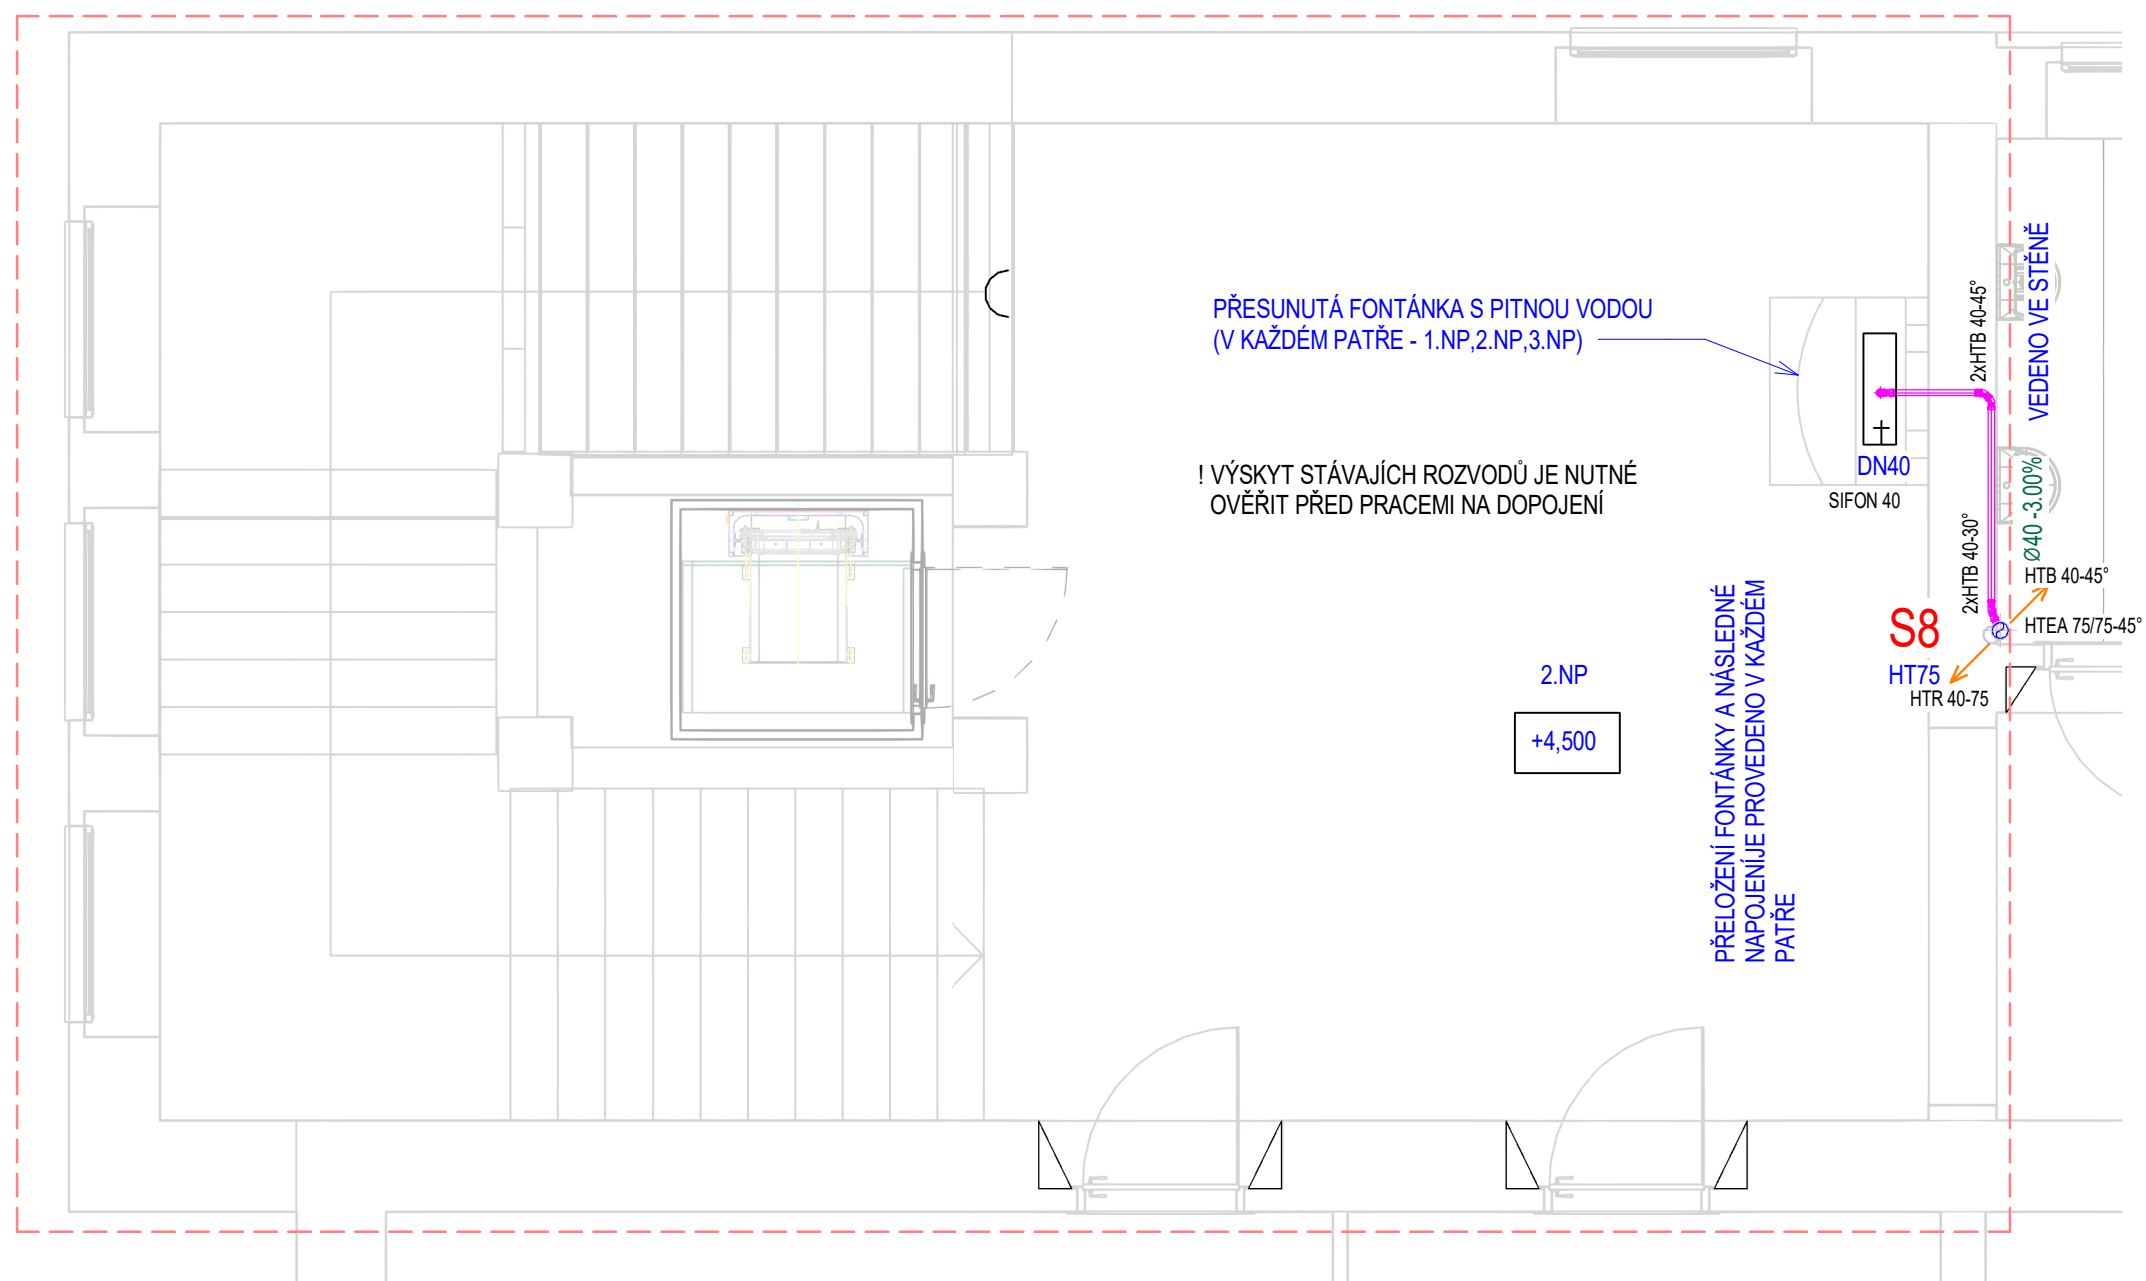 PŘESUNUTÁ FONTÁNKA S PITNOU VODOU
(V KAŽDÉM PATŘE - 1.NP,2.NP,3.NP)
! VÝSKYT STÁVAJÍCH ROZVODŮ JE NUTNÉ
OVĚŘIT PŘED PRACEMI NA DOPOJENÍ
2xHTB 40-45°
VEDENO VE STĚNĚ
DN40
SIFON 40
Ø40 -3.00%
2xHTB 40-30°
HTB 40-45°
HTEA 75/75-45°
S8
HT75
HTR 40-75
2.NP
+4,500
PŘELOŽENÍ FONTÁNKY A NÁSLEDNÉ
NAPOJENÍJE PROVEDENO V KAŽDÉM
PATŘE